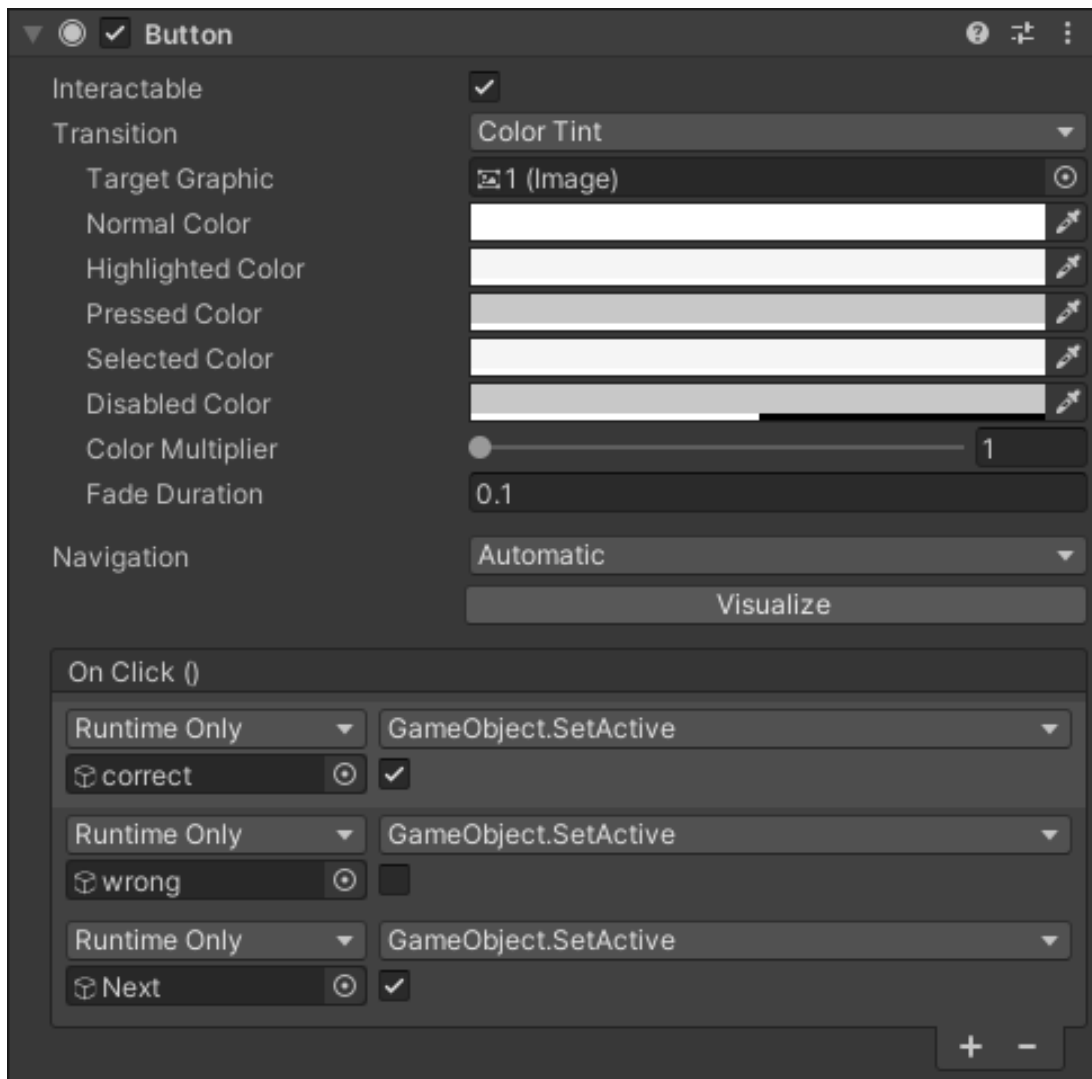 Button
Interactable
Transition Color Tint
Target Graphic 1 (Image)
Normal Color
Highlighted Color
Pressed Color
Selected Color
Disabled Color
Color Multiplier 1
Fade Duration 0.1
Navigation Automatic
Visualize
On Click ()
Runtime Only GameObject.SetActive
correct
Runtime Only GameObject.SetActive
wrong
Runtime Only GameObject.SetActive
Next